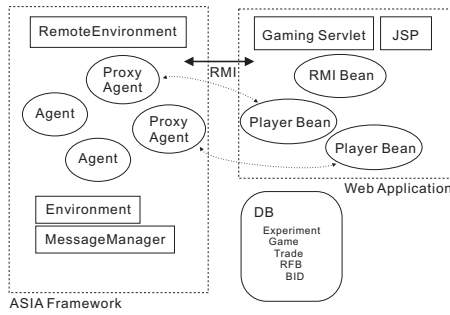 RemoteEnvironment
Proxy
Agent
Agent
Proxy
Agent
Agent
Environment
MessageManager
ASIA Framework
RMI
Gaming Servlet
JSP
RMI Bean
Player Bean
Player Bean
Web Application
DB
Experiment
Game
Trade
RFB
BID